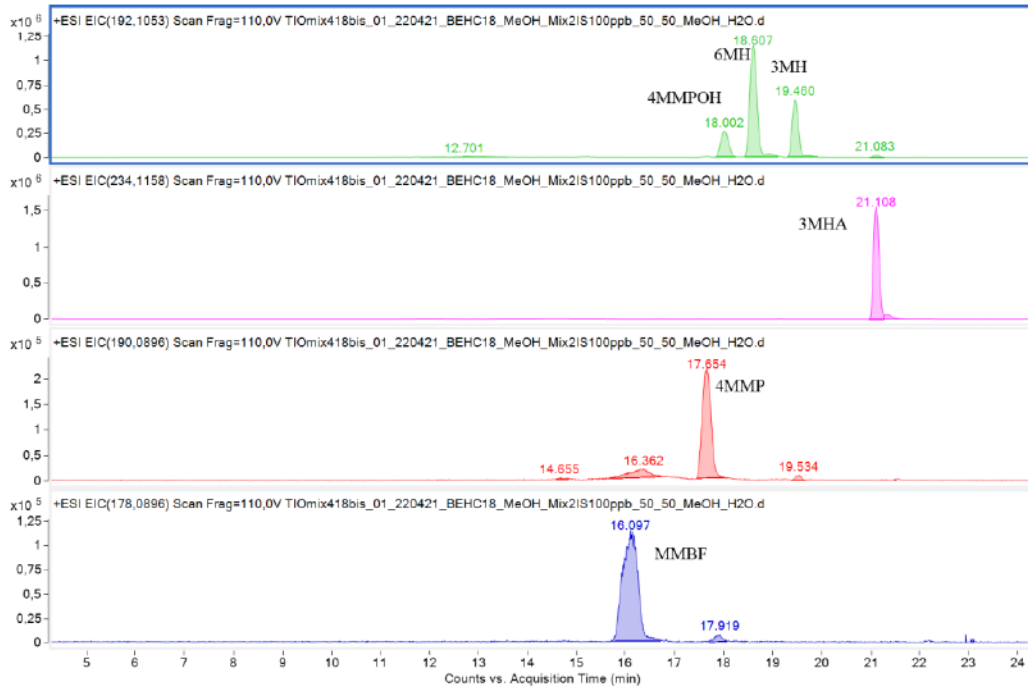 x10 6 +ESI EIC(192,1053) Scan Frag=110,0V TIOmix418bis_01_220421_BEHC18_MeOH_Mix2IS100ppb_50_50_MeOH_H2O.d
1,25
1
0,75
0,5
0,25
0
6MH
18.607
3MH
19.460
4MMPOH
18.002
12.701
21.083
x10 6 +ESI EIC(234,1158) Scan Frag=110,0V TIOmix418bis_01_220421_BEHC18_MeOH_Mix2IS100ppb_50_50_MeOH_H2O.d
1,5
1
0,5
0
21.108
3MHA
x10 5 +ESI EIC(190,0896) Scan Frag=110,0V TIOmix418bis_01_220421_BEHC18_MeOH_Mix2IS100ppb_50_50_MeOH_H2O.d
2
1,5
1
0,5
0
17.654
4MMP
14.655
16.362
19.534
x10 5 +ESI EIC(178,0896) Scan Frag=110,0V TIOmix418bis_01_220421_BEHC18_MeOH_Mix2IS100ppb_50_50_MeOH_H2O.d
1,25
1
0,75
0,5
0,25
0
16.097
MMBF
17.919
5 6 7 8 9 10 11 12 13 14 15 16 17 18 19 20 21 22 23 24
Counts vs. Acquisition Time (min)